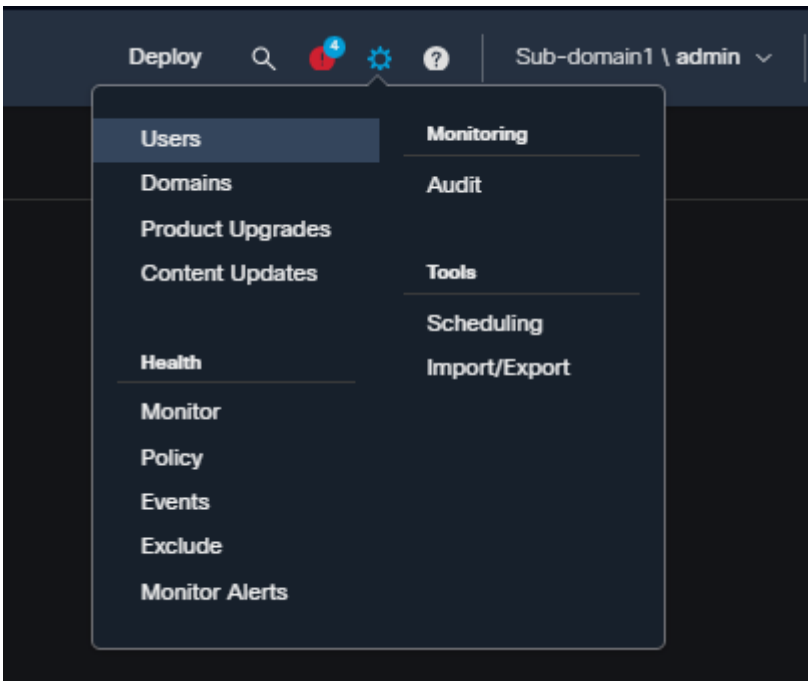 Deploy
4
Sub-domain1 \ admin
Users
Domains
Product Upgrades
Content Updates
Health
Monitor
Policy
Events
Exclude
Monitor Alerts
Monitoring
Audit
Tools
Scheduling
Import/Export